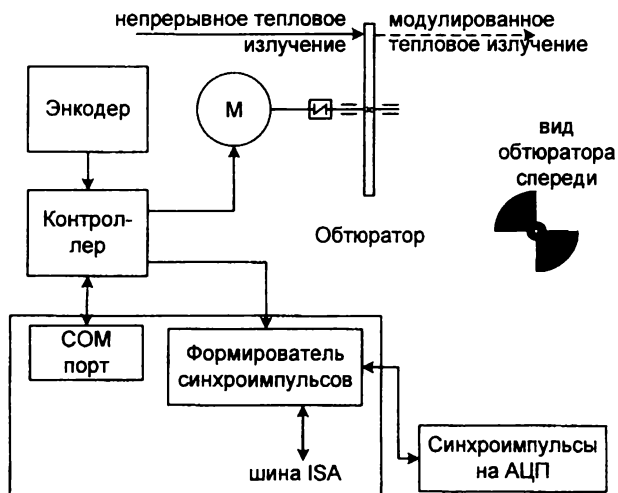 непрерывное тепловое
излучение
модулированное
тепловое излучение
Энкодер
М
вид
обтюратора
спереди
Контрол-
лер
Обтюратор
COM
порт
Формирователь
синхроимпульсов
шина ISA
Синхроимпульсы
на АЦП